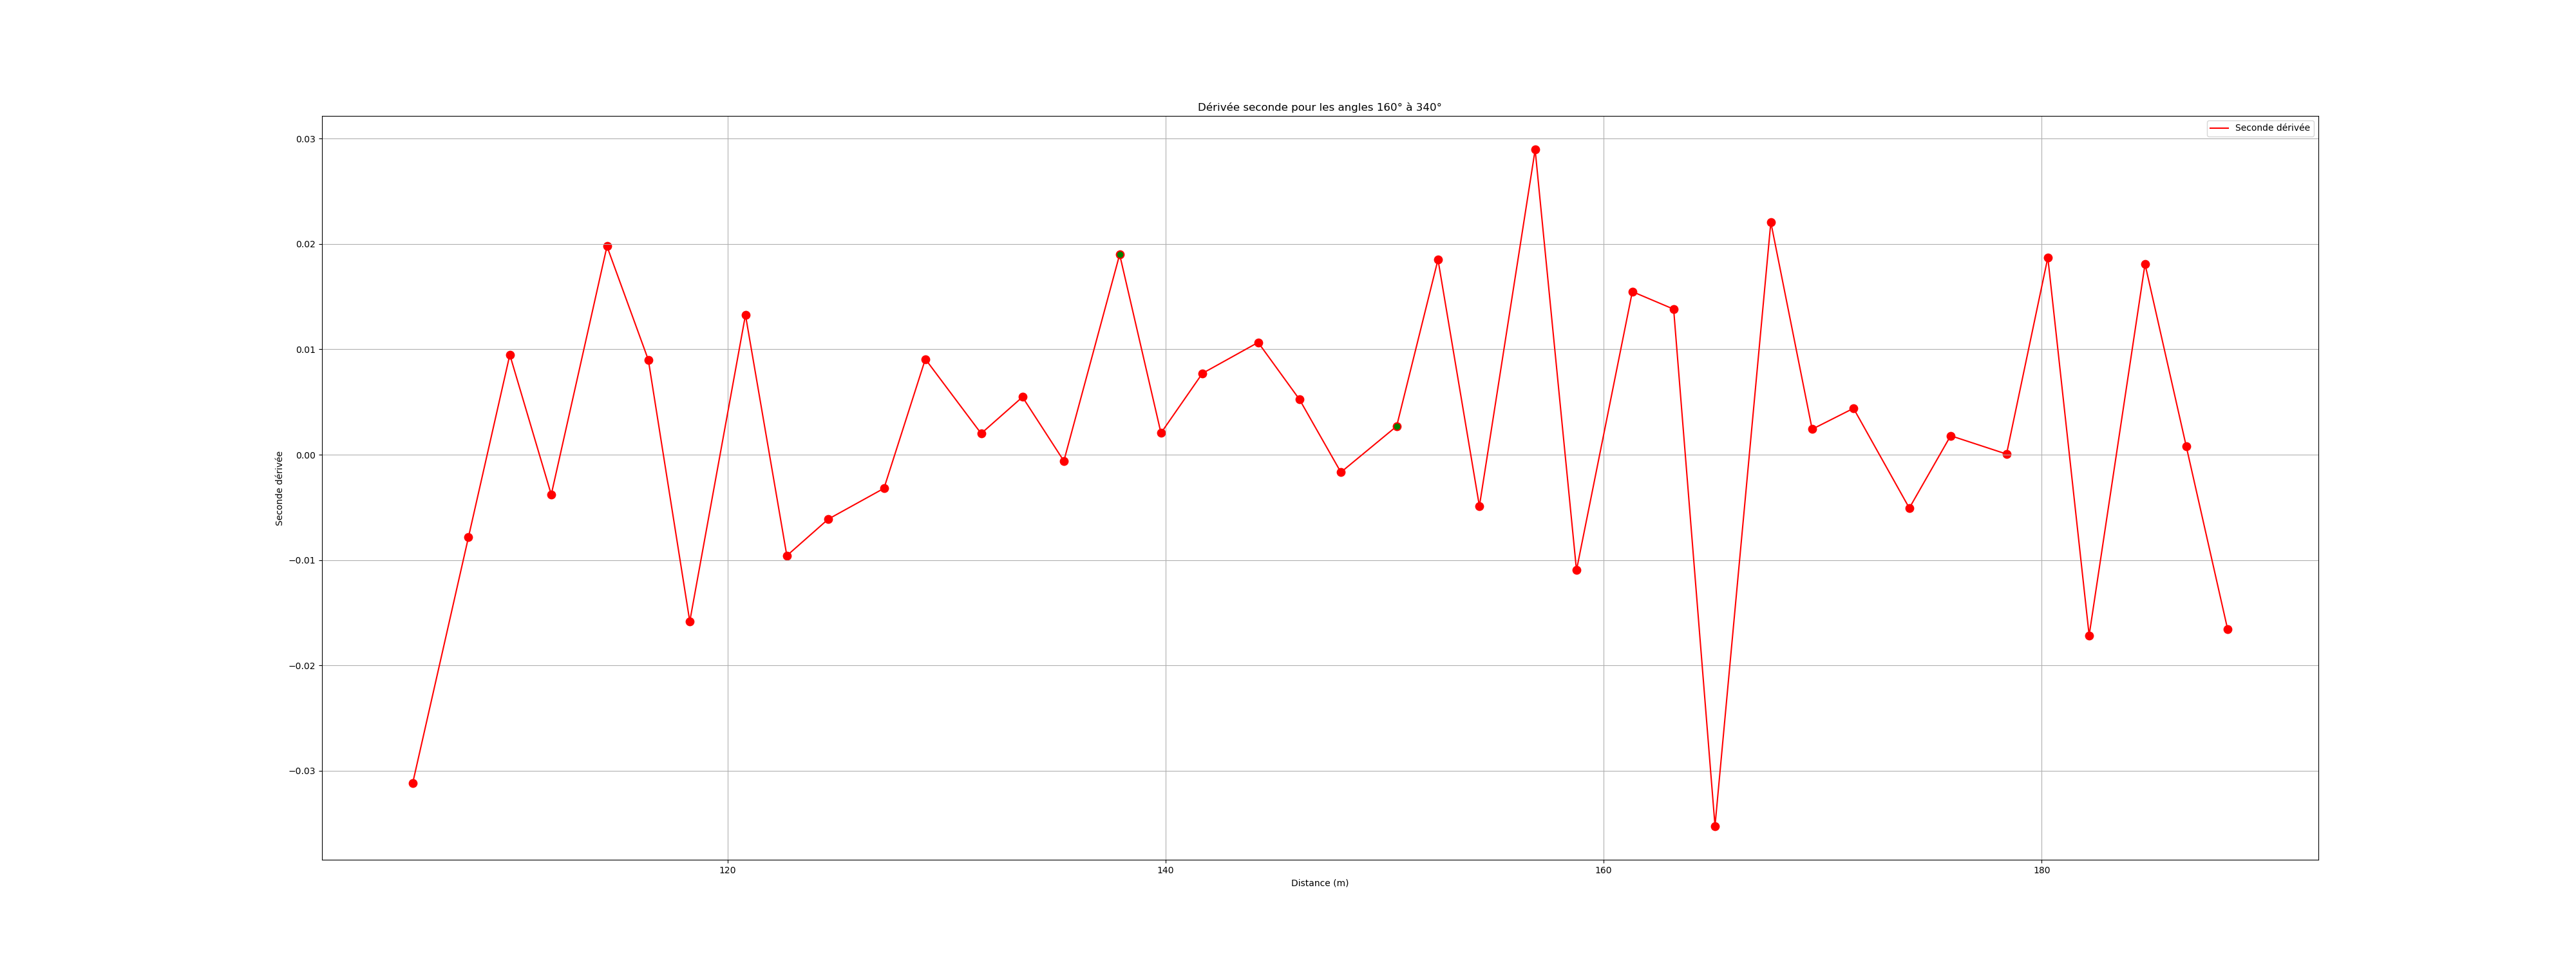 Dérivée seconde pour les angles 160° à 340°
Seconde dérivée
0.03
0.02
0.01
0.00
−0.01
−0.02
−0.03
Seconde dérivée
120
140
160
180
Distance (m)